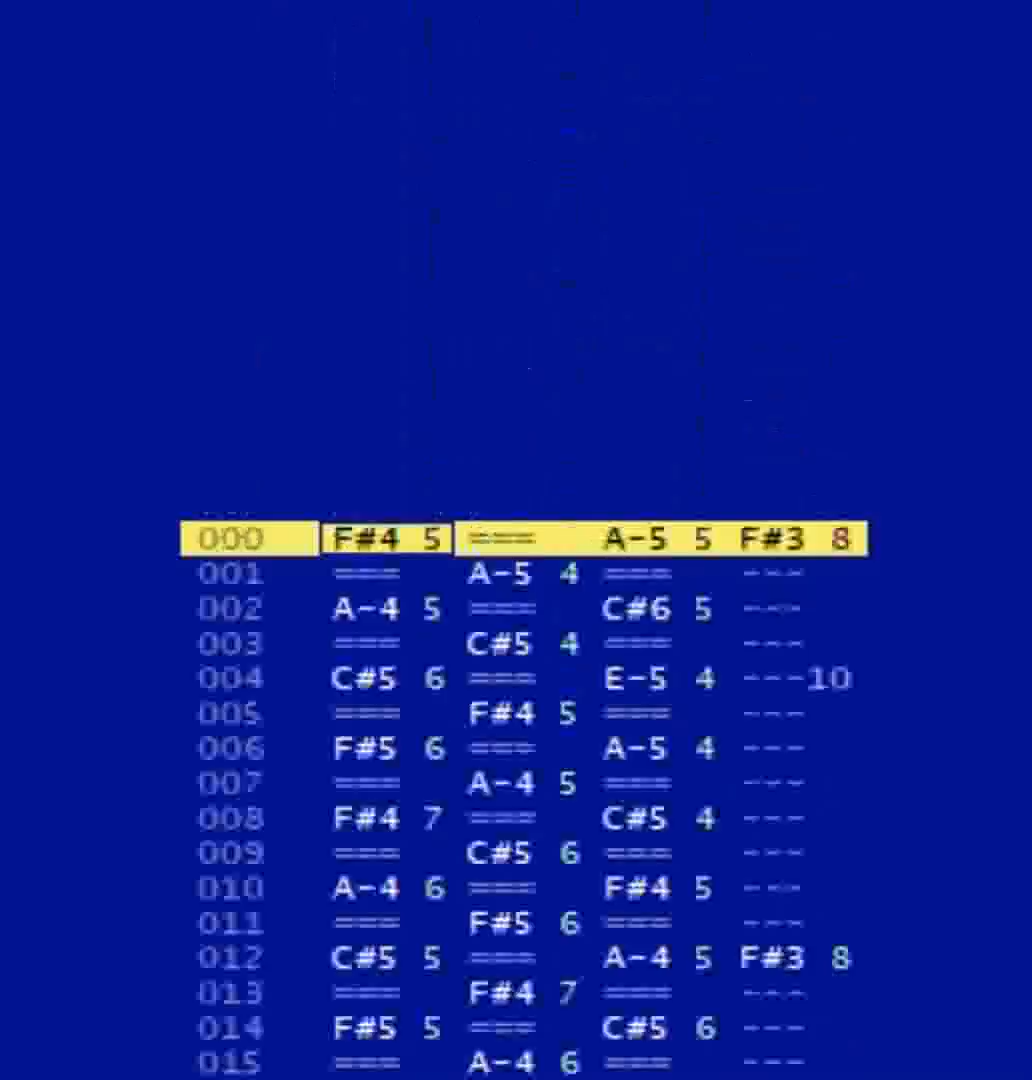 000 F#4 5 === A-5 5 F#3 8
001 === A-5 4 === ---
002 A-4 5 === C#6 5 ---
003 === C#5 4 === ---
004 C#5 6 === E-5 4 ---10
005 === F#4 5 === ---
006 F#5 6 === A-5 4 ---
007 === A-4 5 === ---
008 F#4 7 === C#5 4 ---
009 === C#5 6 === ---
010 A-4 6 === F#4 5 ---
011 === F#5 6 === ---
012 C#5 5 === A-4 5 F#3 8
013 === F#4 7 === ---
014 F#5 5 === C#5 6 ---
015 === A-4 6 === ---